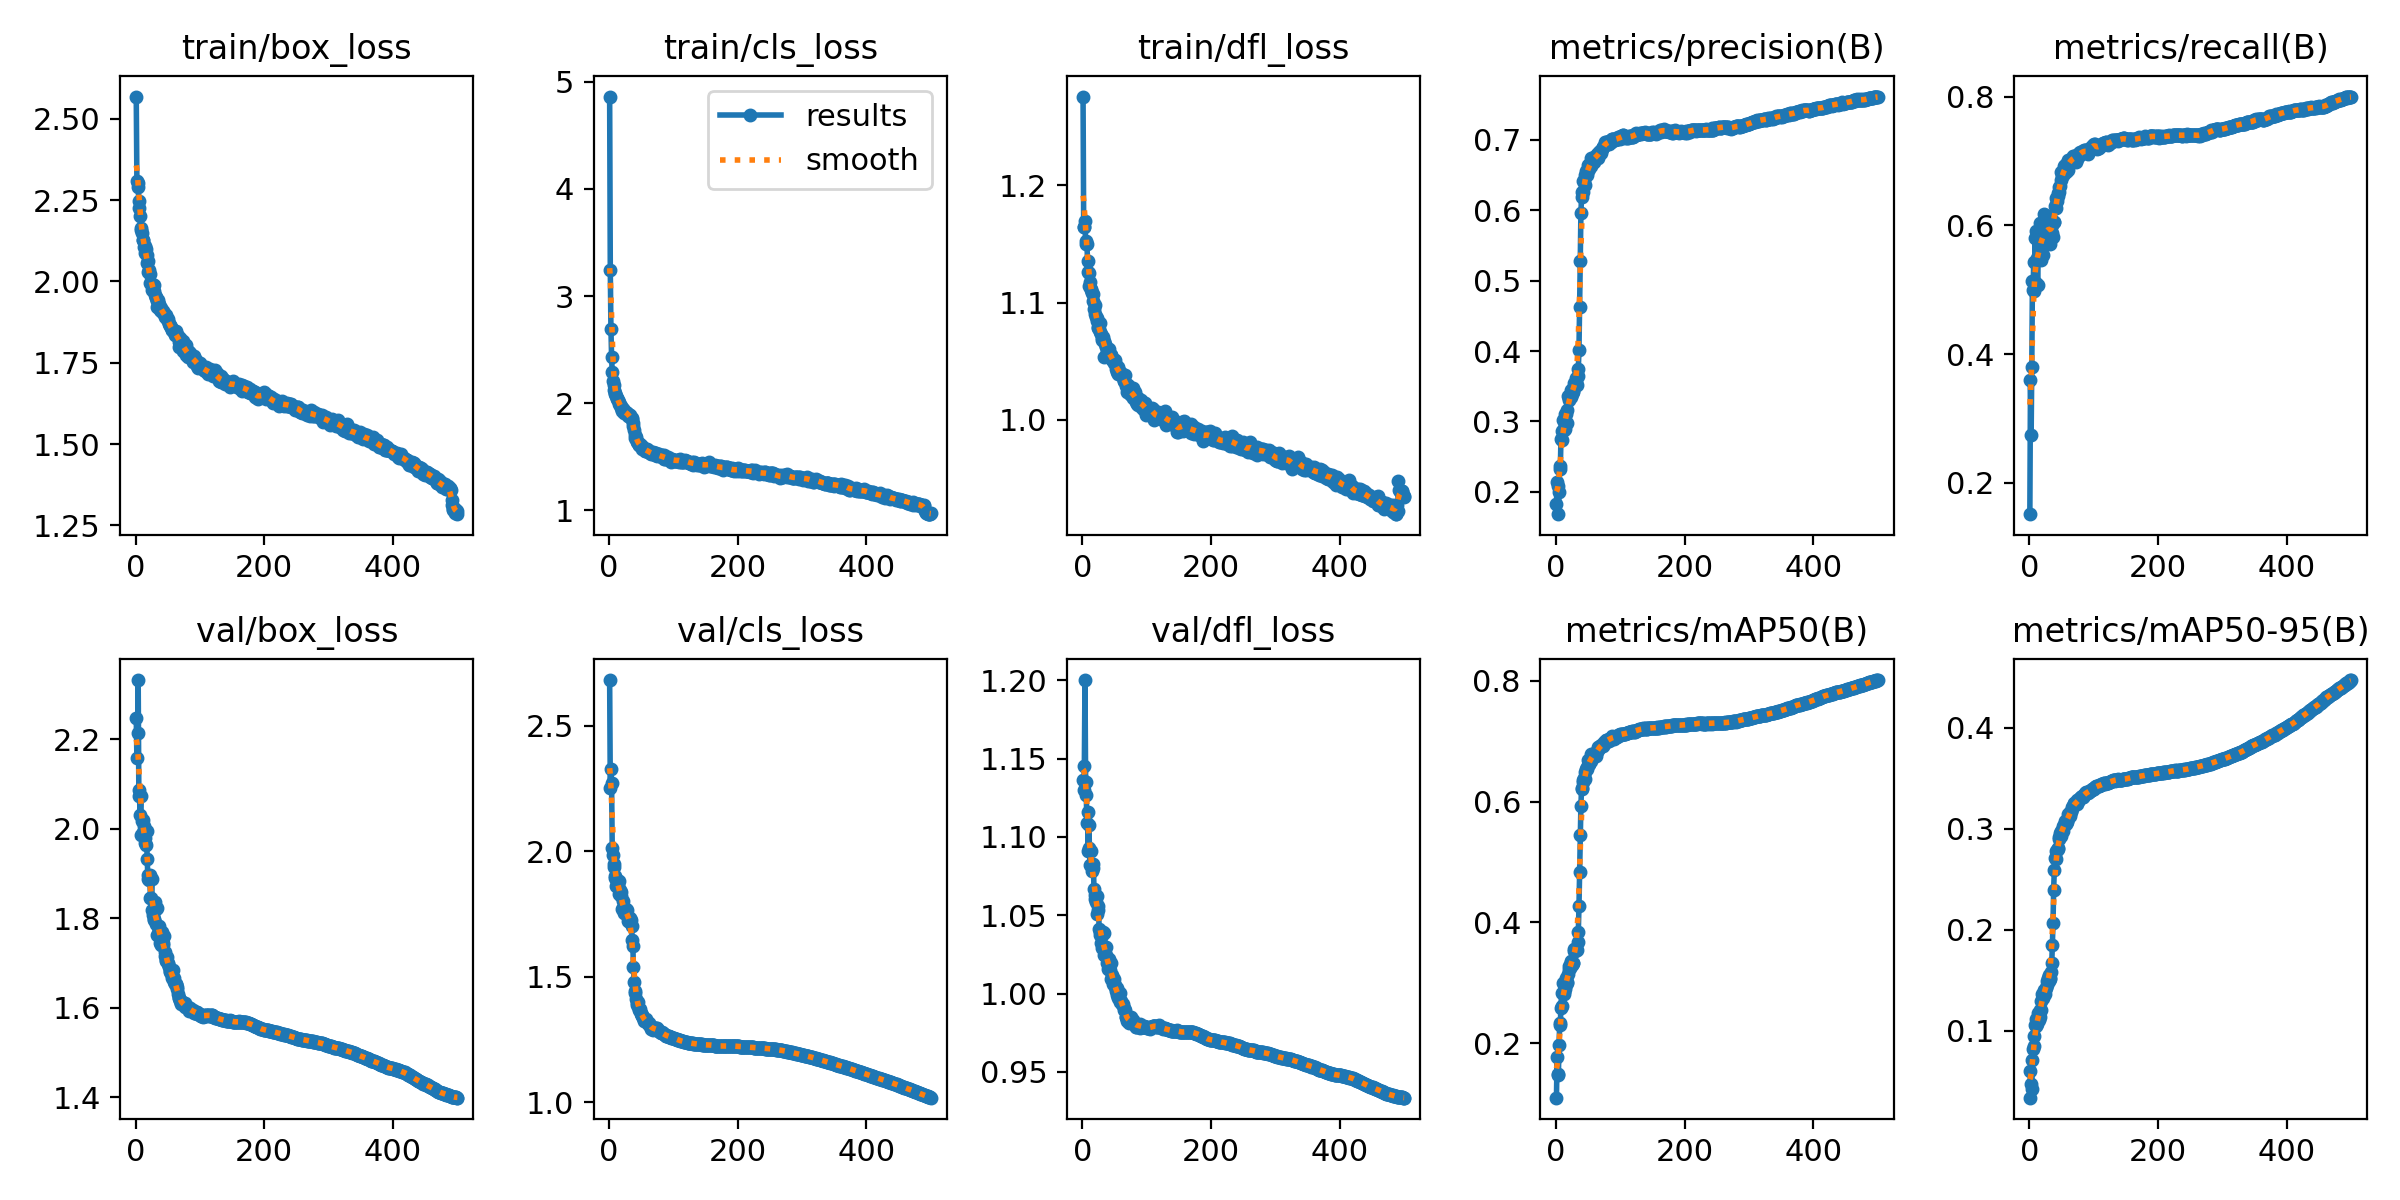 train/box_loss
train/cls_loss
train/dfl_loss
metrics/precision(B)
metrics/recall(B)
2.50
2.25
2.00
1.75
1.50
1.25
0 200 400
5
4
3
2
1
results
smooth
0 200 400
1.2
1.1
1.0
0 200 400
0.7
0.6
0.5
0.4
0.3
0.2
0 200 400
0.8
0.6
0.4
0.2
0 200 400
val/box_loss
val/cls_loss
val/dfl_loss
metrics/mAP50(B)
metrics/mAP50-95(B)
2.2
2.0
1.8
1.6
1.4
0 200 400
2.5
2.0
1.5
1.0
0 200 400
1.20
1.15
1.10
1.05
1.00
0.95
0 200 400
0.8
0.6
0.4
0.2
0 200 400
0.4
0.3
0.2
0.1
0 200 400